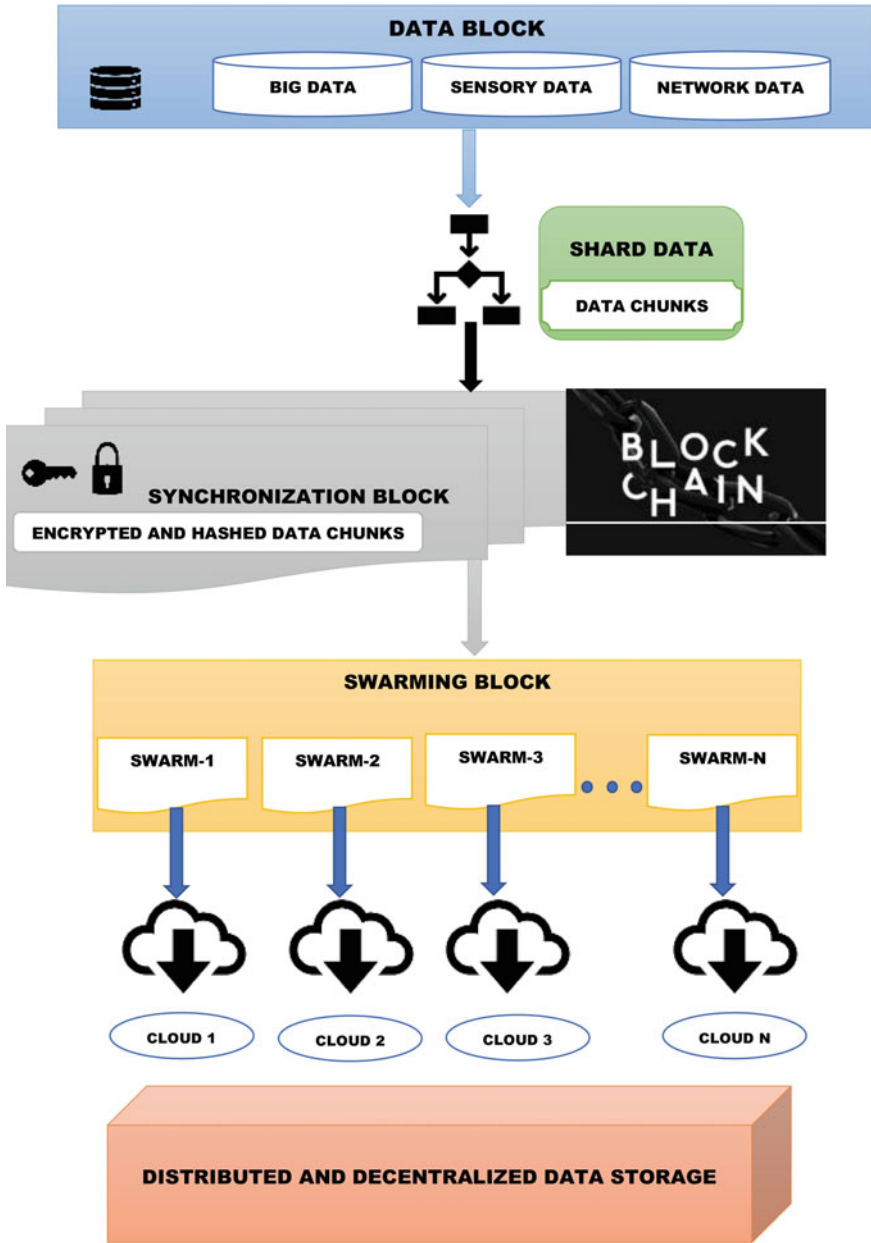 DATA BLOCK
BIG DATA
SENSORY DATA
NETWORK DATA
SHARD DATA
DATA CHUNKS
BLOCK
CHAIN
SYNCHRONIZATION BLOCK
ENCRYPTED AND HASHED DATA CHUNKS
SWARMING BLOCK
SWARM-1
SWARM-2
SWARM-3
SWARM-N
CLOUD 1
CLOUD 2
CLOUD 3
CLOUD N
DISTRIBUTED AND DECENTRALIZED DATA STORAGE